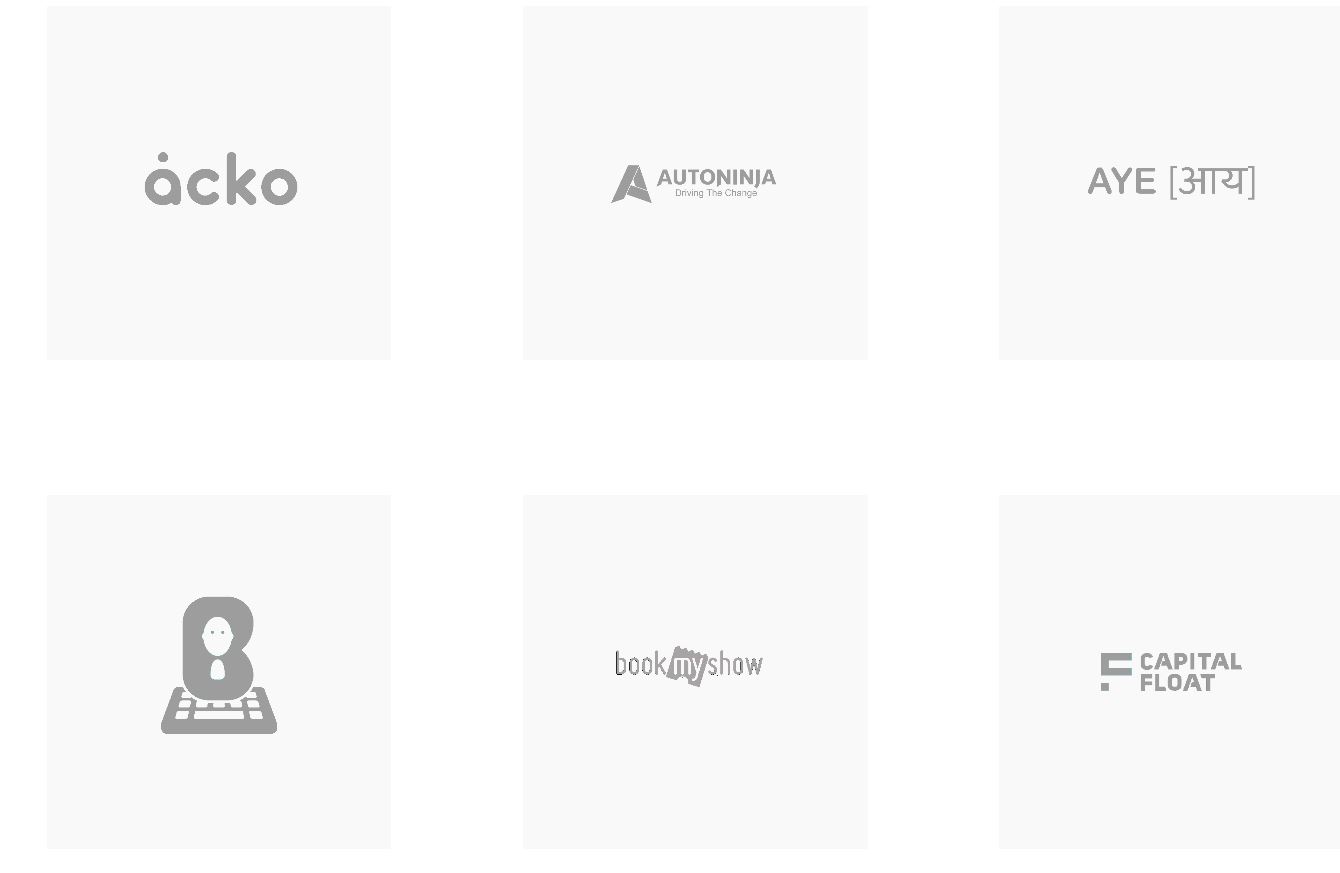 acko
AUTONINJA
Driving The Change
AYE [आय]
B
bookmyshow
CAPITAL
FLOAT